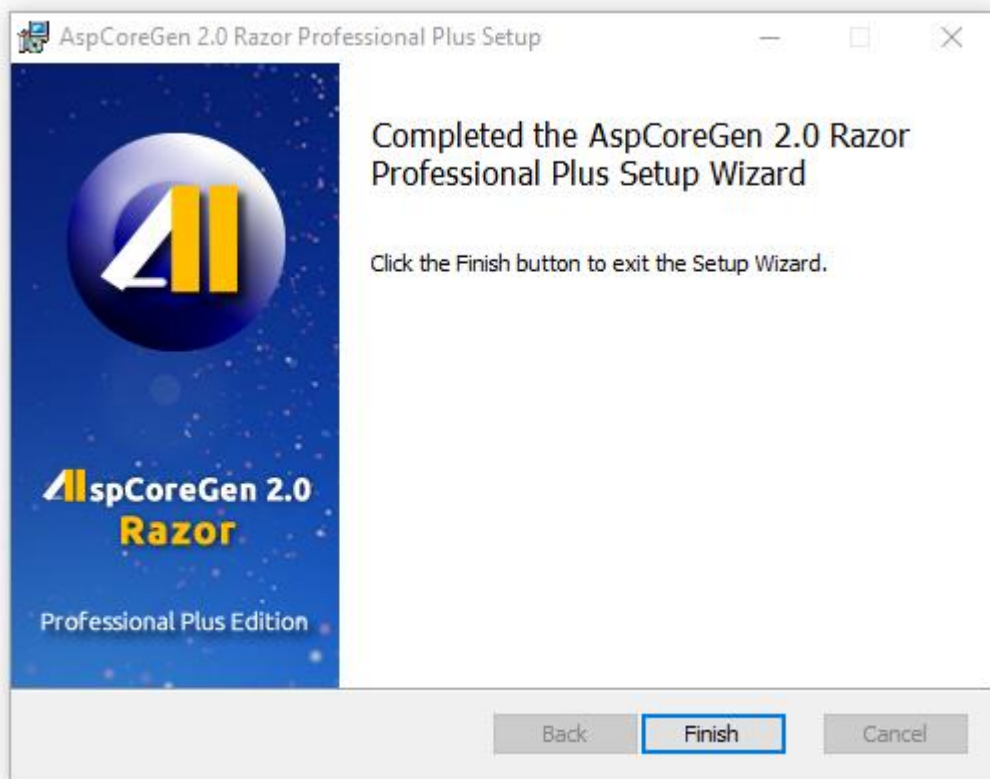 AspCoreGen 2.0 Razor Professional Plus Setup
Completed the AspCoreGen 2.0 Razor
Professional Plus Setup Wizard
Click the Finish button to exit the Setup Wizard.
AspCoreGen 2.0
Razor
Professional Plus Edition
Back
Finish
Cancel